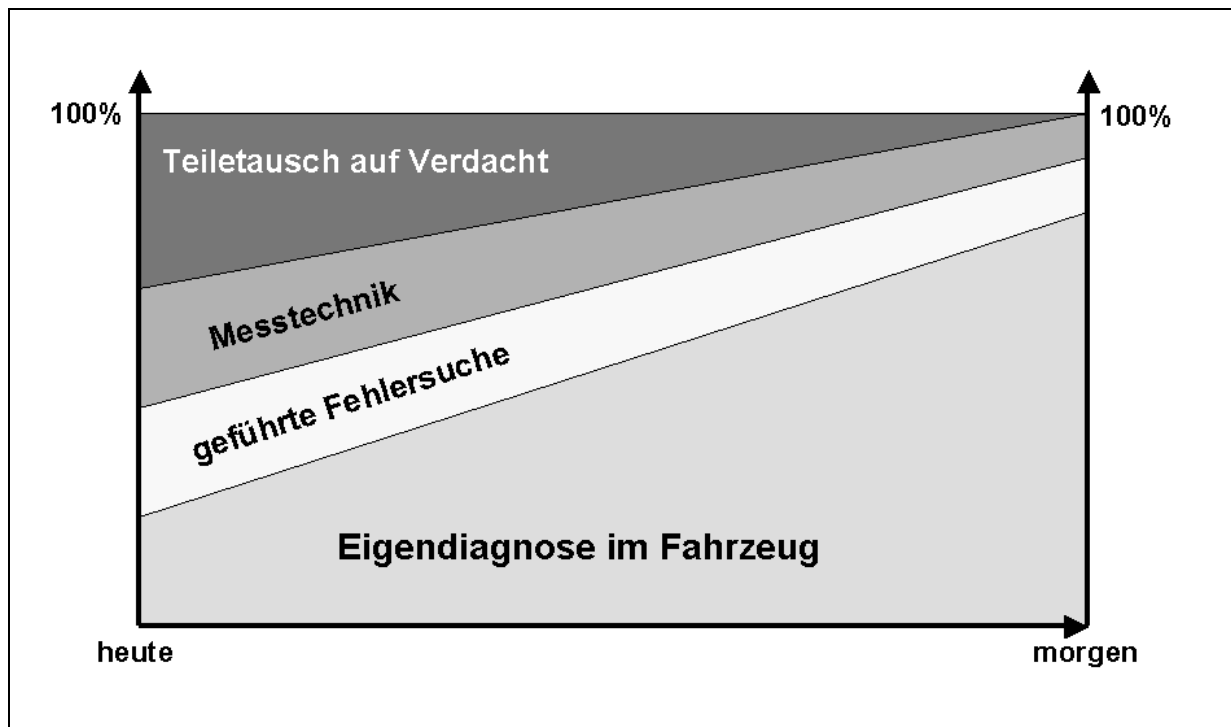 100%
100%
Teiletausch auf Verdacht
Messtechnik
geführte Fehlersuche
Eigendiagnose im Fahrzeug
heute
morgen